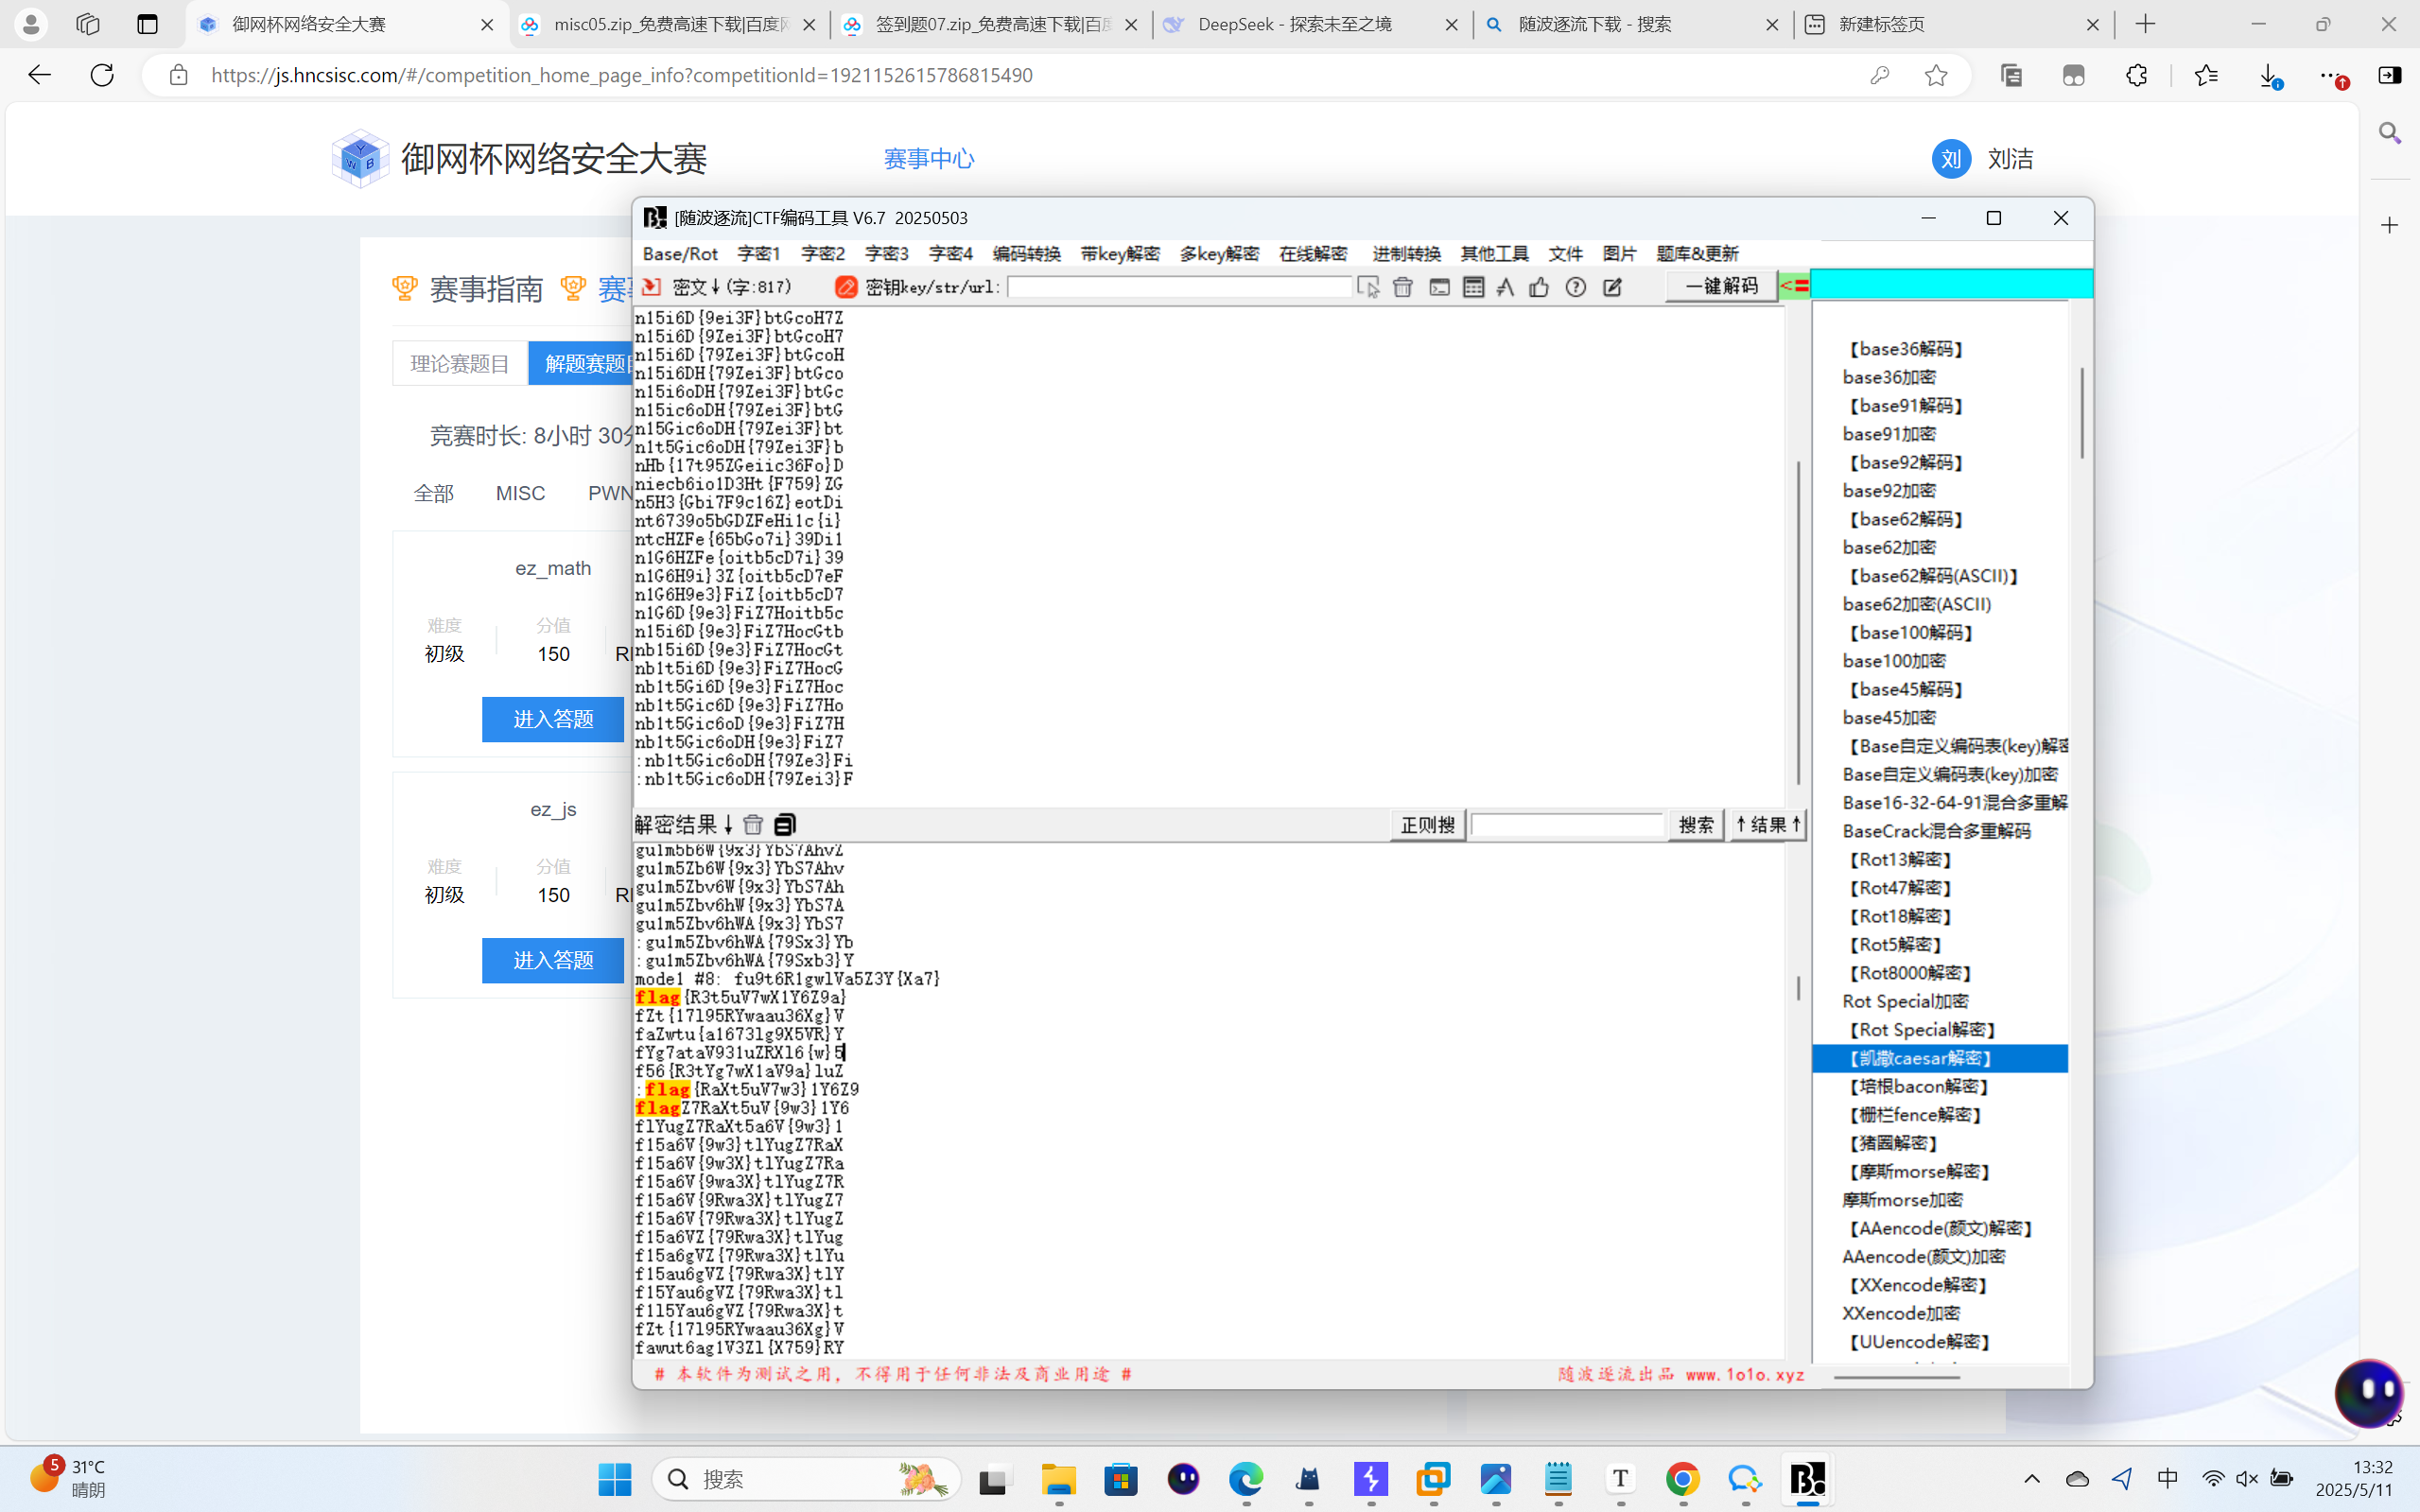 御网杯网络安全大赛
misc05.zip_免费高速下载|百度网
签到题07.zip_免费高速下载|百度
DeepSeek - 探索未至之境
随波逐流下载 - 搜索
新建标签页
https://js.hncsisc.com/#/competition_home_page_info?competitionId=1921152615786815490
御网杯网络安全大赛
赛事中心
刘 刘洁
赛事指南
赛
理论赛题目
解题赛题目
竞赛时长: 8小时 30分
全部
MISC
PWN
ez_math
难度
分值
初级
150
进入答题
ez_js
难度
分值
初级
150
进入答题
[随波逐流]CTF编码工具 V6.7 20250503
Base/Rot 字密1 字密2 字密3 字密4 编码转换 带key解密 多key解密 在线解密 进制转换 其他工具 文件 图片 题库&更新
密文↓(字:817)
密钥key/str/url:
一键解码
<=
n15i6D{9ei3F}btGcoH7Z
n15i6D{9Zei3F}btGcoH7
n15i6D{79Zei3F}btGcoH
n15i6DH{79Zei3F}btGco
n15i6oDH{79Zei3F}btGc
n15ic6oDH{79Zei3F}btG
n15Gic6oDH{79Zei3F}bt
n1t5Gic6oDH{79Zei3F}b
nHb{17t95ZGeiic36Fo}D
niecb6io1D3Ht{F759}ZG
n5H3{Gbi7F9c16Z}eotDi
nt6739o5bGDZFeHi1c{i}
ntcHZFe{65bGo7i}39Di1
n1G6HZFe{oitb5cD7i}39
n1G6H9i}3Z{oitb5cD7eF
n1G6H9e3}FiZ{oitb5cD7
n1G6D{9e3}FiZ7Hoitb5c
n15i6D{9e3}FiZ7HocGtb
nb15i6D{9e3}FiZ7HocGt
nb1t5i6D{9e3}FiZ7HocG
nb1t5Gi6D{9e3}FiZ7Hoc
nb1t5Gic6D{9e3}FiZ7Ho
nb1t5Gic6oD{9e3}FiZ7H
nb1t5Gic6oDH{9e3}FiZ7
:nb1t5Gic6oDH{79Ze3}Fi
:nb1t5Gic6oDH{79Zei3}F
解密结果↓
正则搜
搜索
↑结果↑
gu1m5b6W{9x3}YbS7AhvZ
gu1m5Zb6W{9x3}YbS7Ahv
gu1m5Zbv6W{9x3}YbS7Ah
gu1m5Zbv6hW{9x3}YbS7A
gu1m5Zbv6hWA{9x3}YbS7
:gu1m5Zbv6hWA{79Sx3}Yb
:gu1m5Zbv6hWA{79Sxb3}Y
mode1 #8: fu9t6R1gwlVa5Z3Y{Xa7}
flag{R3t5uV7wX1Y6Z9a}
fZt{17l95RYwaau36Xg}V
faZwtu{a1673lg9X5VR}Y
fYg7ataV931uZRXl6{w}5
f56{R3tYg7wX1aV9a}luZ
:flag{RaXt5uV7w3}1Y6Z9
flagZ7RaXt5uV{9w3}1Y6
flYugZ7RaXt5a6V{9w3}1
f15a6V{9w3}tlYugZ7RaX
f15a6V{9w3X}tlYugZ7Ra
f15a6V{9wa3X}tlYugZ7R
f15a6V{9Rwa3X}tlYugZ7
f15a6V{79Rwa3X}tlYugZ
f15a6VZ{79Rwa3X}tlYug
f15a6gVZ{79Rwa3X}tlYu
f15au6gVZ{79Rwa3X}tlY
f15Yau6gVZ{79Rwa3X}tl
f1l5Yau6gVZ{79Rwa3X}t
fZt{17l95RYwaau36Xg}V
fawut6ag1V3Zl{X759}RY
# 本软件为测试之用，不得用于任何非法及商业用途 #
随波逐流出品 www.1o1o.xyz
【base36解码】
base36加密
【base91解码】
base91加密
【base92解码】
base92加密
【base62解码】
base62加密
【base62解码(ASCII)】
base62加密(ASCII)
【base100解码】
base100加密
【base45解码】
base45加密
【Base自定义编码表(key)解密
Base自定义编码表(key)加密
Base16-32-64-91混合多重解
BaseCrack混合多重解码
【Rot13解密】
【Rot47解密】
【Rot18解密】
【Rot5解密】
【Rot8000解密】
Rot Special加密
【Rot Special解密】
【凯撒caesar解密】
【培根bacon解密】
【栅栏fence解密】
【猪圈解密】
【摩斯morse解密】
摩斯morse加密
【AAencode(颜文)解密】
AAencode(颜文)加密
【XXencode解密】
XXencode加密
【UUencode解密】
5
31°C
晴朗
搜索
中
13:32
2025/5/11